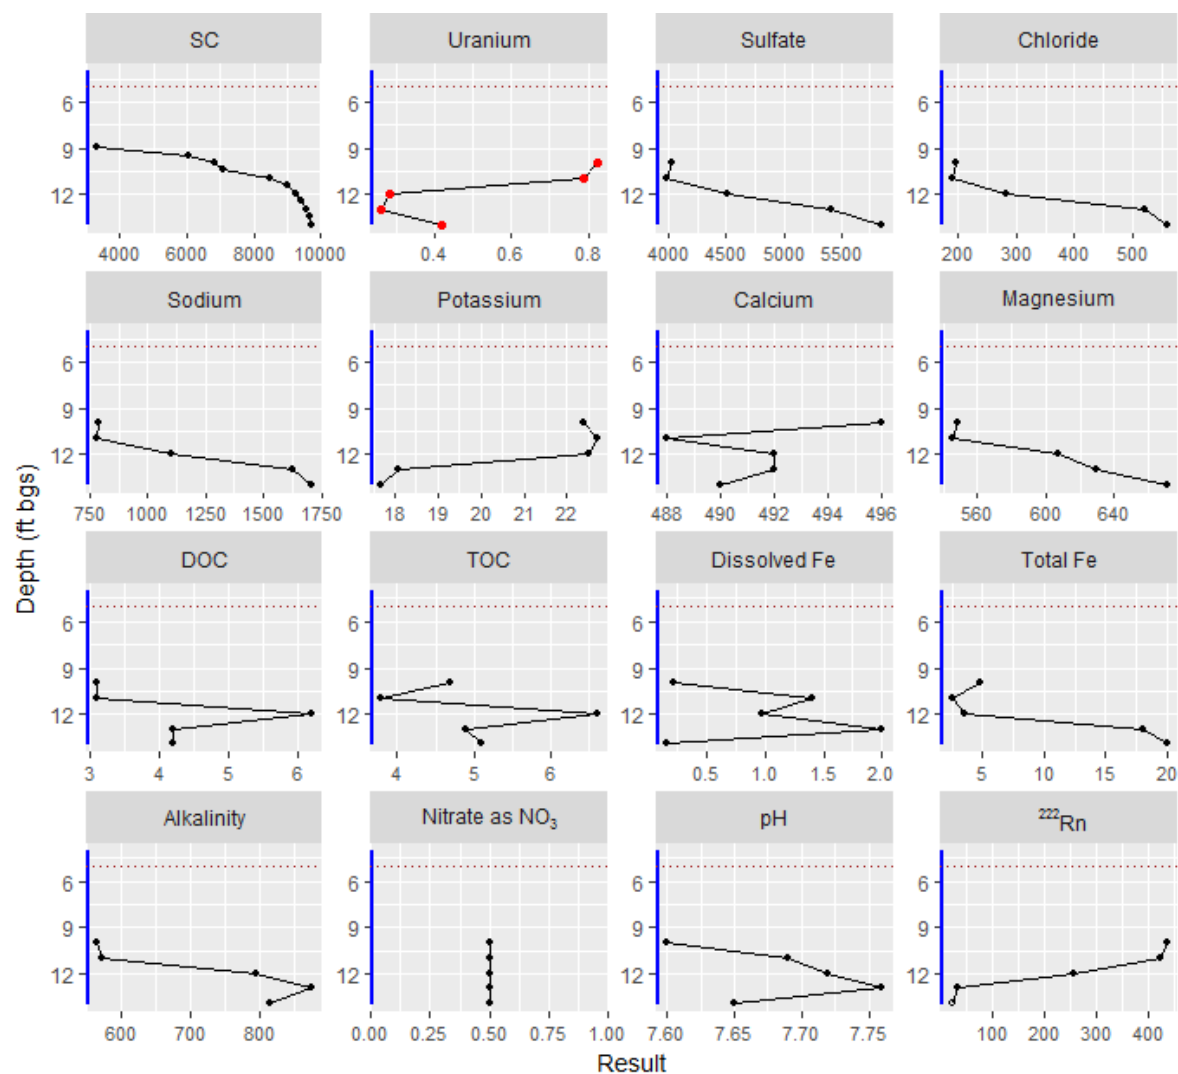 SC Uranium Sulfate Chloride
6 6 6 6
9 9 9 9
12 12 12 12
4000 6000 8000 10000 0.4 0.6 0.8 4000 4500 5000 5500 200 300 400 500
Sodium Potassium Calcium Magnesium
6 6 6 6
9 9 9 9
12 12 12 12
750 1000 1250 1500 1750 18 19 20 21 22 488 490 492 494 496 560 600 640
Depth (ft bgs)
DOC TOC Dissolved Fe Total Fe
6 6 6 6
9 9 9 9
12 12 12 12
3 4 5 6 4 5 6 0.5 1.0 1.5 2.0 5 10 15 20
Alkalinity Nitrate as NO₃ pH ²²²Rn
6 6 6 6
9 9 9 9
12 12 12 12
600 700 800 0.00 0.25 0.50 0.75 1.00 7.60 7.65 7.70 7.75 100 200 300 400
Result